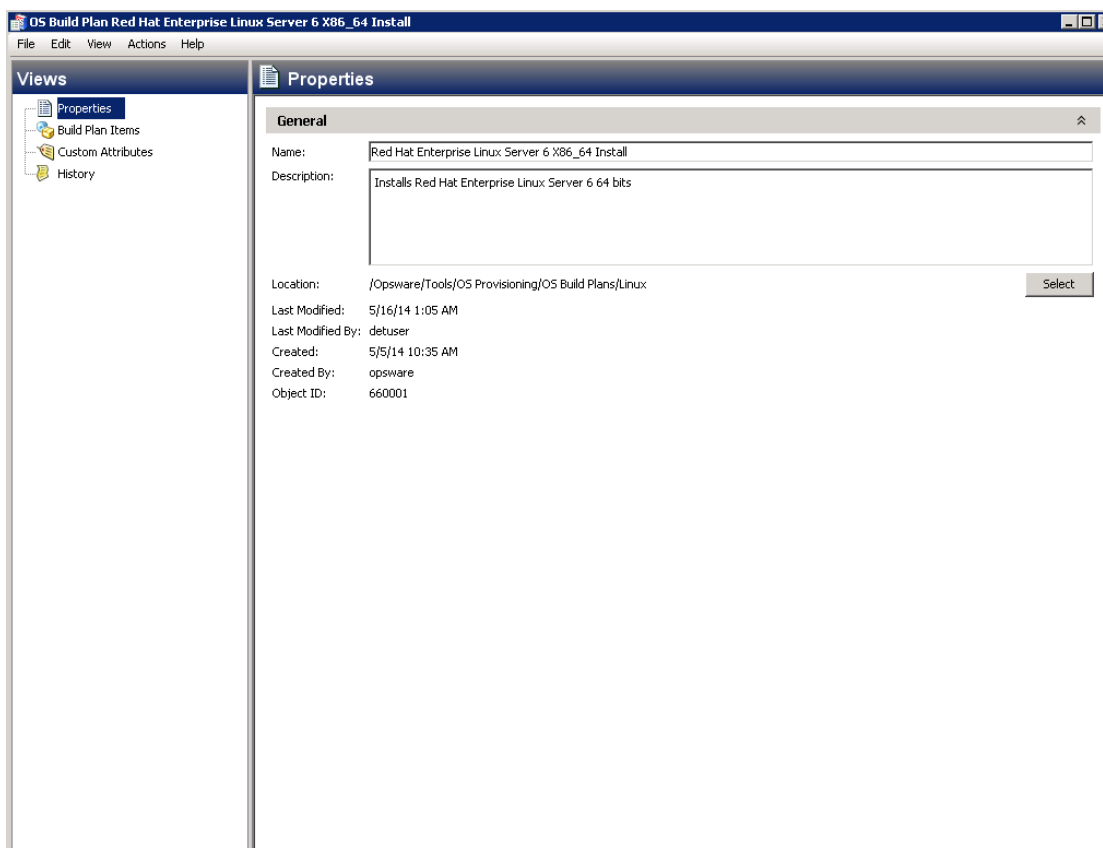 OS Build Plan Red Hat Enterprise Linux Server 6 X86_64 Install
File Edit View Actions Help
Views
Properties
Build Plan Items
Custom Attributes
History
Properties
General
Name: Red Hat Enterprise Linux Server 6 X86_64 Install
Description: Installs Red Hat Enterprise Linux Server 6 64 bits
Location: /Opsware/Tools/OS Provisioning/OS Build Plans/Linux Select
Last Modified: 5/16/14 1:05 AM
Last Modified By: detuser
Created: 5/5/14 10:35 AM
Created By: opsware
Object ID: 660001